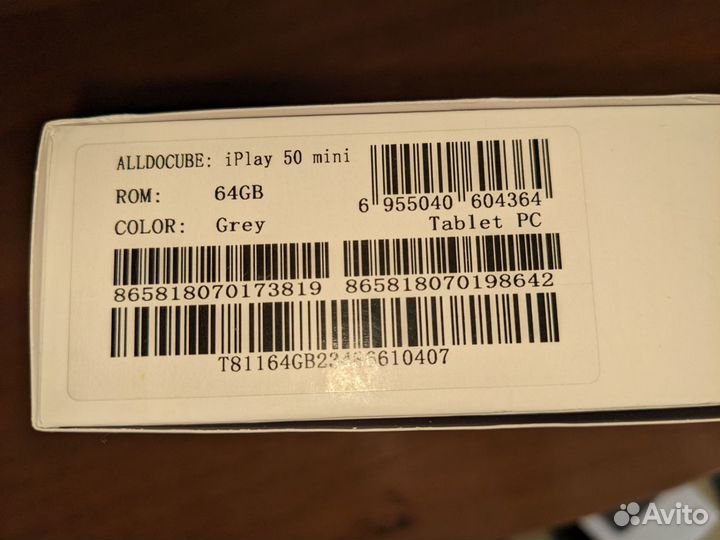 ALLDOCUBE: iPlay 50 mini
ROM: 64GB
6 955040 604364
COLOR: Grey
Tablet PC
865818070173819 865818070198642
Avito